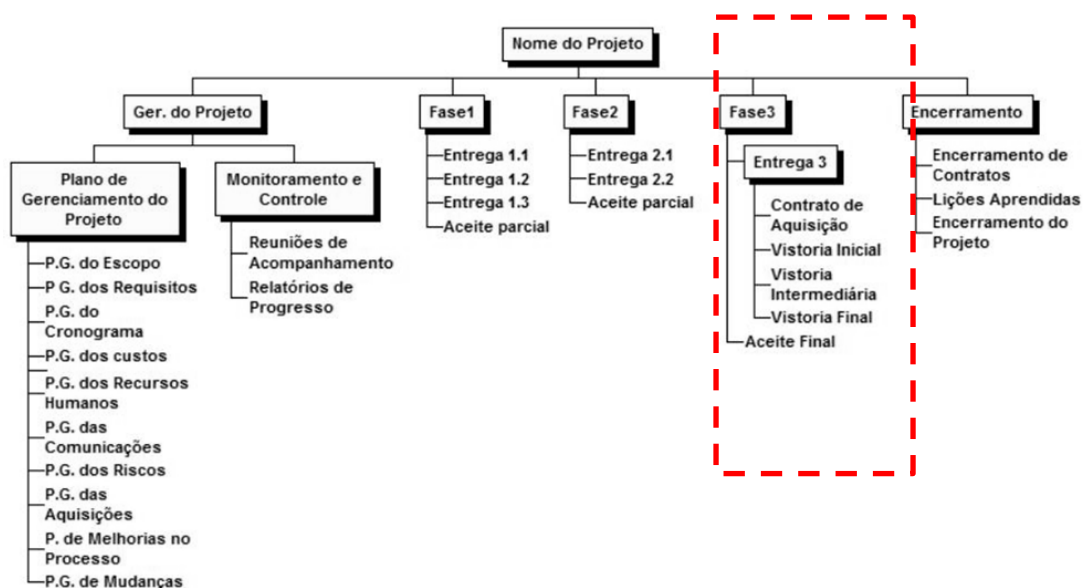 Nome do Projeto
Ger. do Projeto
Plano de
Gerenciamento do
Projeto
P.G. do Escopo
P G. dos Requisitos
P.G. do
Cronograma
P.G. dos custos
P.G. dos Recursos
Humanos
P.G. das
Comunicações
P.G. dos Riscos
P.G. das
Aquisições
P. de Melhorias no
Processo
P.G. de Mudanças
Monitoramento e
Controle
Reuniões de
Acompanhamento
Relatórios de
Progresso
Fase1
Entrega 1.1
Entrega 1.2
Entrega 1.3
Aceite parcial
Fase2
Entrega 2.1
Entrega 2.2
Aceite parcial
Fase3
Entrega 3
Contrato de
Aquisição
Vistoria Inicial
Vistoria
Intermediária
Vistoria Final
Aceite Final
Encerramento
Encerramento de
Contratos
Lições Aprendidas
Encerramento do
Projeto